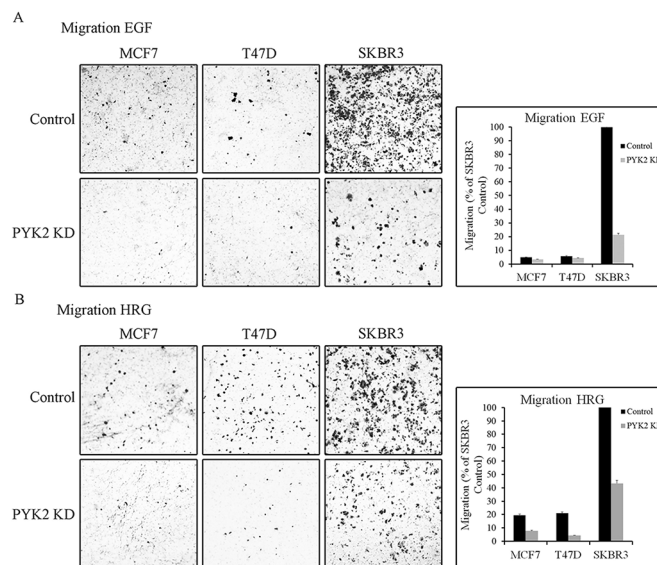 A
Migration EGF
MCF7 T47D SKBR3
Control
PYK2 KD
Migration EGF
Migration (% of SKBR3 Control)
100
90
80
70
60
50
40
30
20
10
0
Control
PYK2 KD
MCF7 T47D SKBR3
B
Migration HRG
MCF7 T47D SKBR3
Control
PYK2 KD
Migration HRG
Migration (% of SKBR3 Control)
100
90
80
70
60
50
40
30
20
10
0
Control
PYK2 KD
MCF7 T47D SKBR3